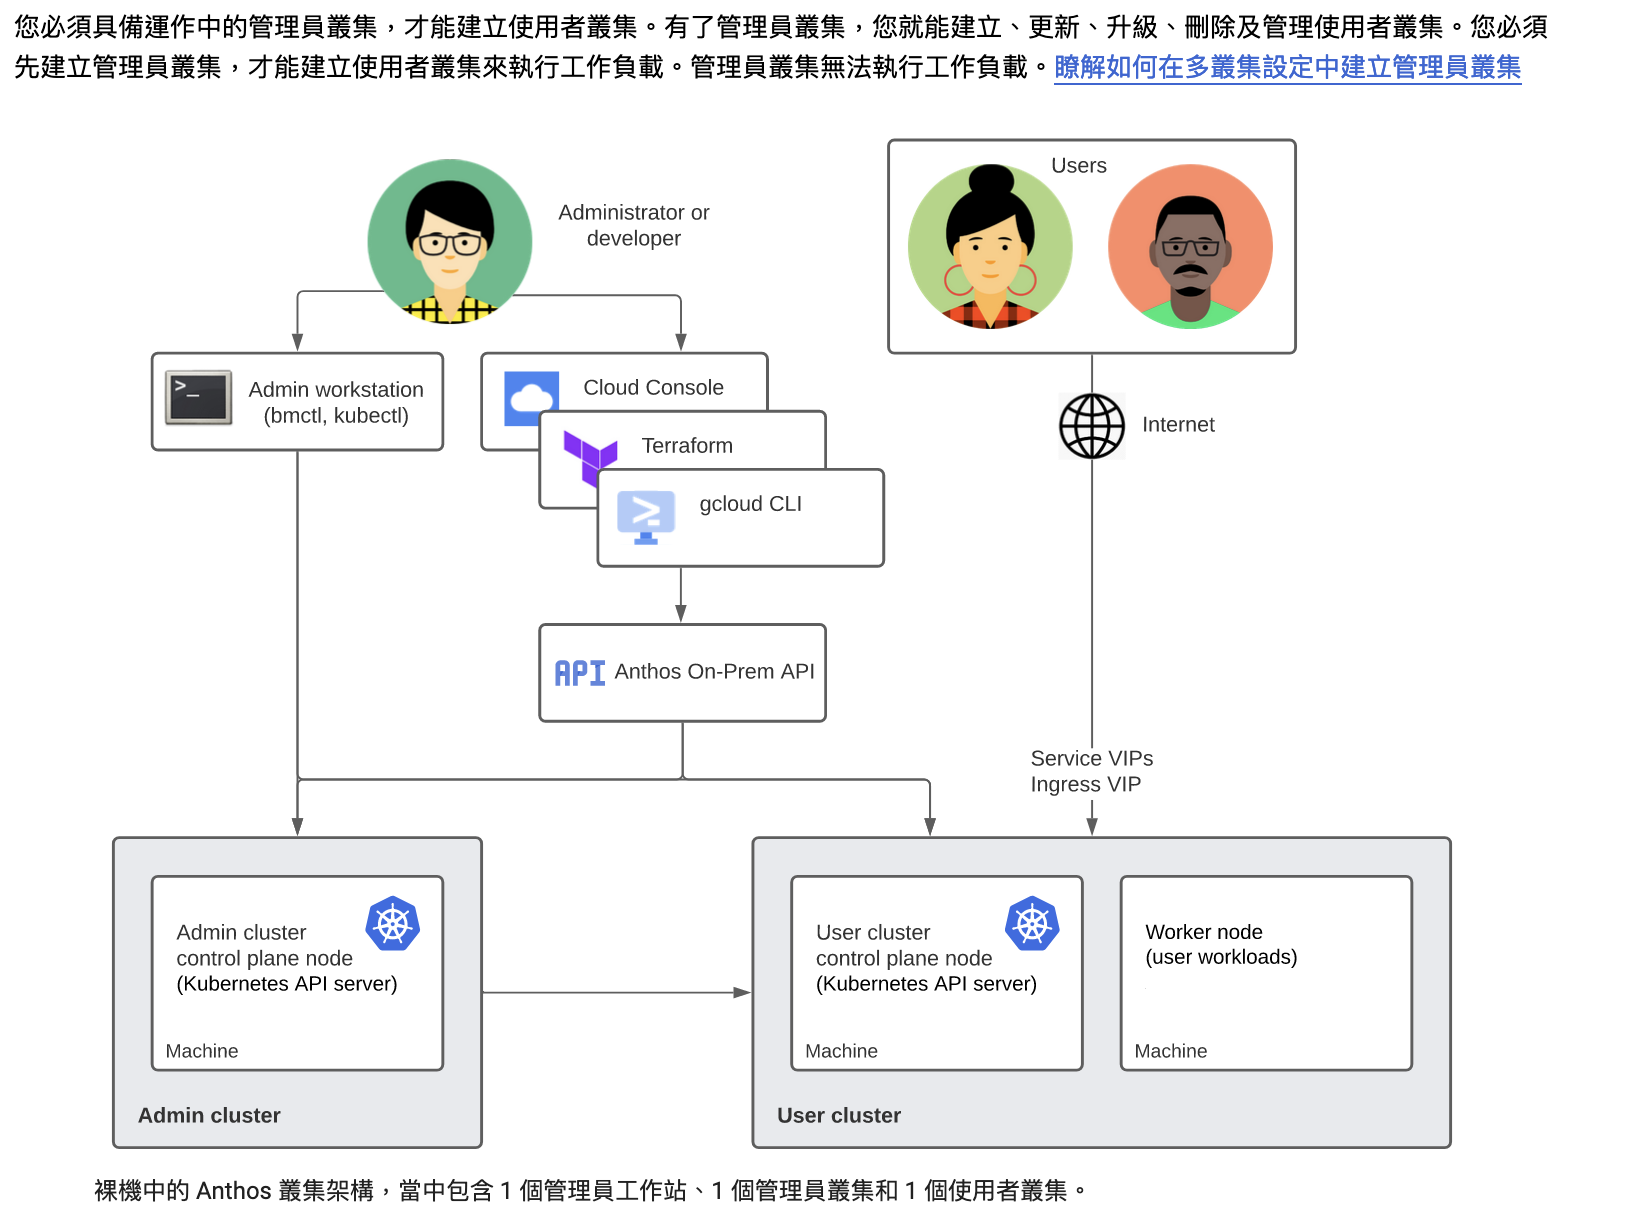 您必須具備運作中的管理員叢集，才能建立使用者叢集。有了管理員叢集，您就能建立、更新、升級、刪除及管理使用者叢集。您必須
先建立管理員叢集，才能建立使用者叢集來執行工作負載。管理員叢集無法執行工作負載。瞭解如何在多叢集設定中建立管理員叢集
Users
Administrator or
developer
>_
Admin workstation
(bmctl, kubectl)
Cloud Console
Terraform
gcloud CLI
Internet
API
Anthos On-Prem API
Service VIPs
Ingress VIP
Admin cluster
control plane node
(Kubernetes API server)
Machine
Admin cluster
User cluster
control plane node
(Kubernetes API server)
Machine
Worker node
(user workloads)
Machine
User cluster
裸機中的 Anthos 叢集架構，當中包含 1 個管理員工作站、1 個管理員叢集和 1 個使用者叢集。